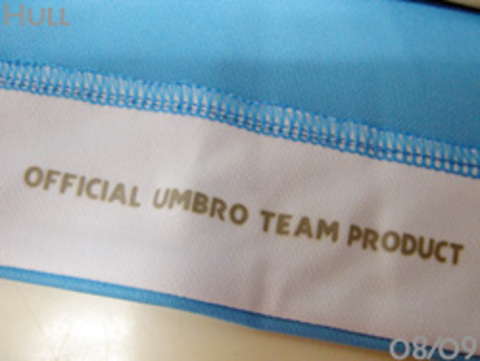 HULL
OFFICIAL UMBRO TEAM PRODUCT
08/09